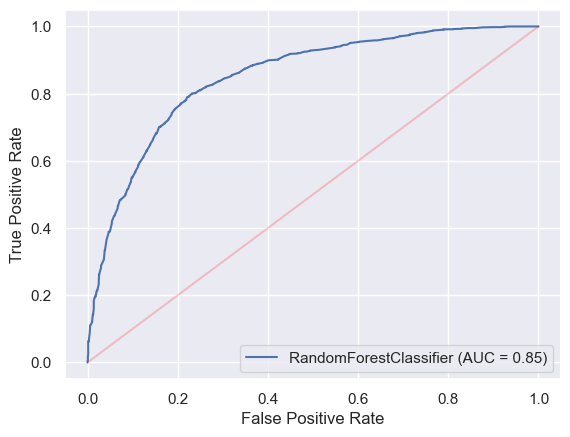 1.0
0.8
0.6
0.4
0.2
0.0
True Positive Rate
RandomForestClassifier (AUC = 0.85)
0.0 0.2 0.4 0.6 0.8 1.0
False Positive Rate